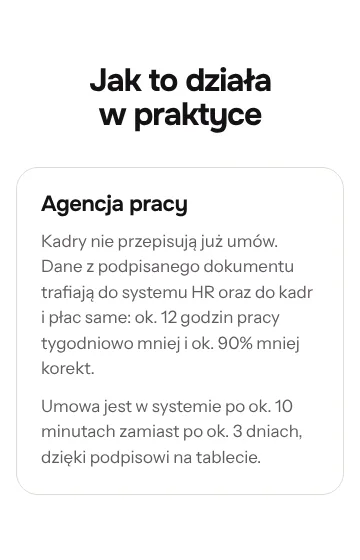 Jak to działa
w praktyce
Agencja pracy
Kadry nie przepisują już umów.
Dane z podpisanego dokumentu
trafiają do systemu HR oraz do kadr
i płac same: ok. 12 godzin pracy
tygodniowo mniej i ok. 90% mniej
korekt.
Umowa jest w systemie po ok. 10
minutach zamiast po ok. 3 dniach,
dzięki podpisowi na tablecie.